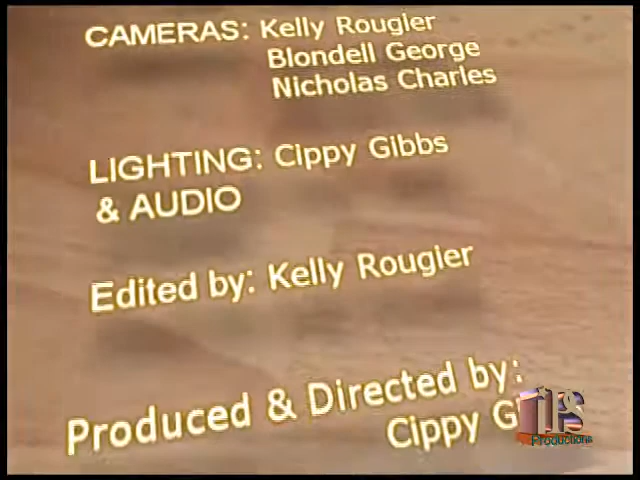 CAMERAS: Kelly Rougier
Blondell George
Nicholas Charles
LIGHTING: Cippy Gibbs
& AUDIO
Edited by: Kelly Rougier
Produced & Directed by:
Cippy
Productions